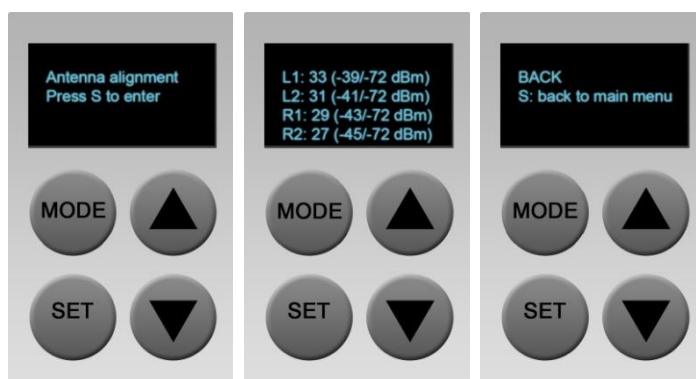 Antenna alignment
Press S to enter
MODE
SET
L1: 33 (-39/-72 dBm)
L2: 31 (-41/-72 dBm)
R1: 29 (-43/-72 dBm)
R2: 27 (-45/-72 dBm)
MODE
SET
BACK
S: back to main menu
MODE
SET